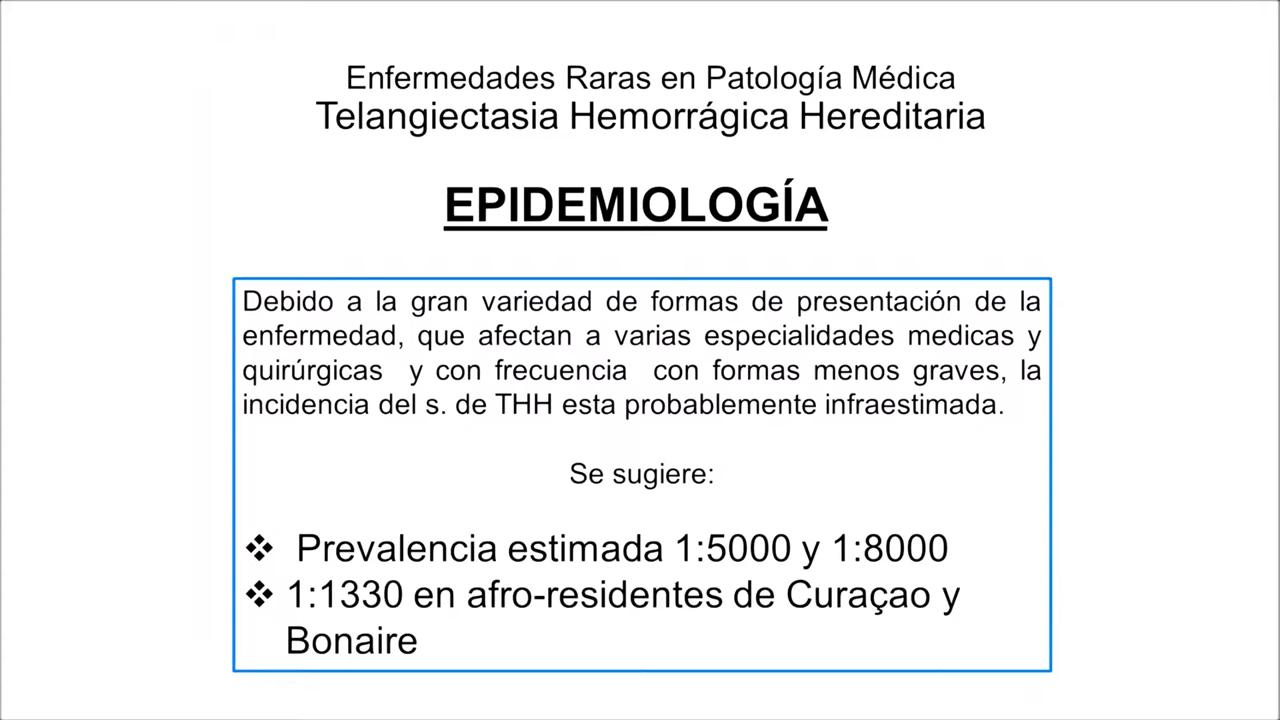 Enfermedades Raras en Patología Médica
Telangiectasia Hemorrágica Hereditaria
EPIDEMIOLOGÍA
Debido a la gran variedad de formas de presentación de la
enfermedad, que afectan a varias especialidades medicas y
quirúrgicas y con frecuencia con formas menos graves, la
incidencia del s. de THH esta probablemente infraestimada.
Se sugiere:
❖ Prevalencia estimada 1:5000 y 1:8000
❖ 1:1330 en afro-residentes de Curaçao y
Bonaire